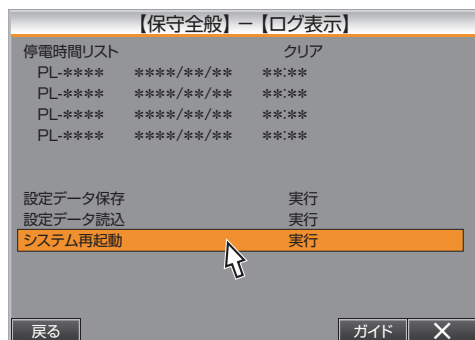 【保守全般】－【ログ表示】
停電時間リスト クリア
PL-**** ****/**/** **:**
PL-**** ****/**/** **:**
PL-**** ****/**/** **:**
PL-**** ****/**/** **:**
設定データ保存 実行
設定データ読込 実行
システム再起動 実行
戻る ガイド ✕